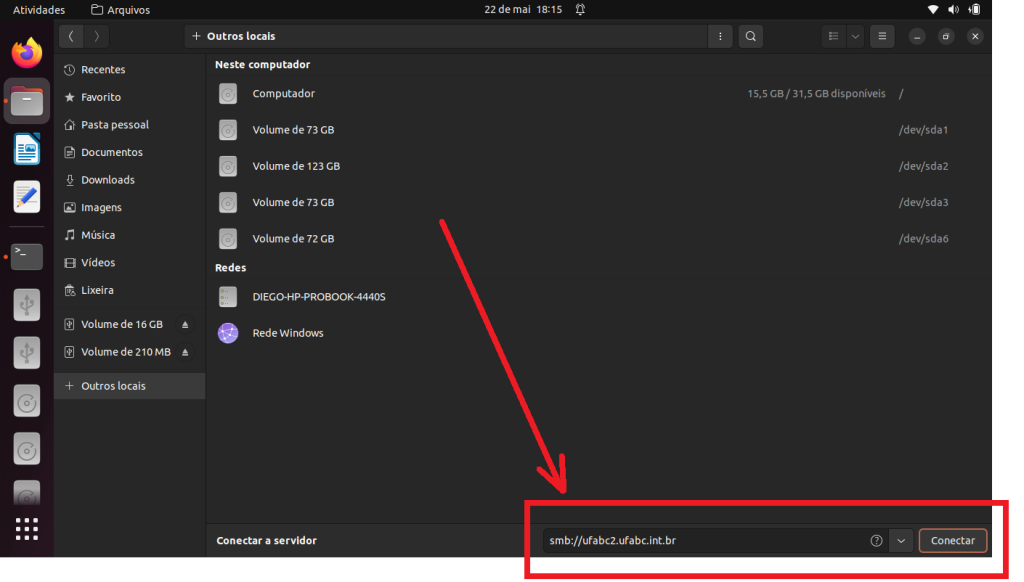 Atividades
Arquivos
22 de mai 18:15
+ Outros locais
Recentes
Favorito
Pasta pessoal
Documentos
Downloads
Imagens
Música
Vídeos
Lixeira
Volume de 16 GB
Volume de 210 MB
+ Outros locais
Neste computador
Computador 15,5 GB / 31,5 GB disponíveis /
Volume de 73 GB /dev/sda1
Volume de 123 GB /dev/sda2
Volume de 73 GB /dev/sda3
Volume de 72 GB /dev/sda6
Redes
DIEGO-HP-PROBOOK-4440S
Rede Windows
Conectar a servidor
smb://ufabc2.ufabc.int.br
Conectar